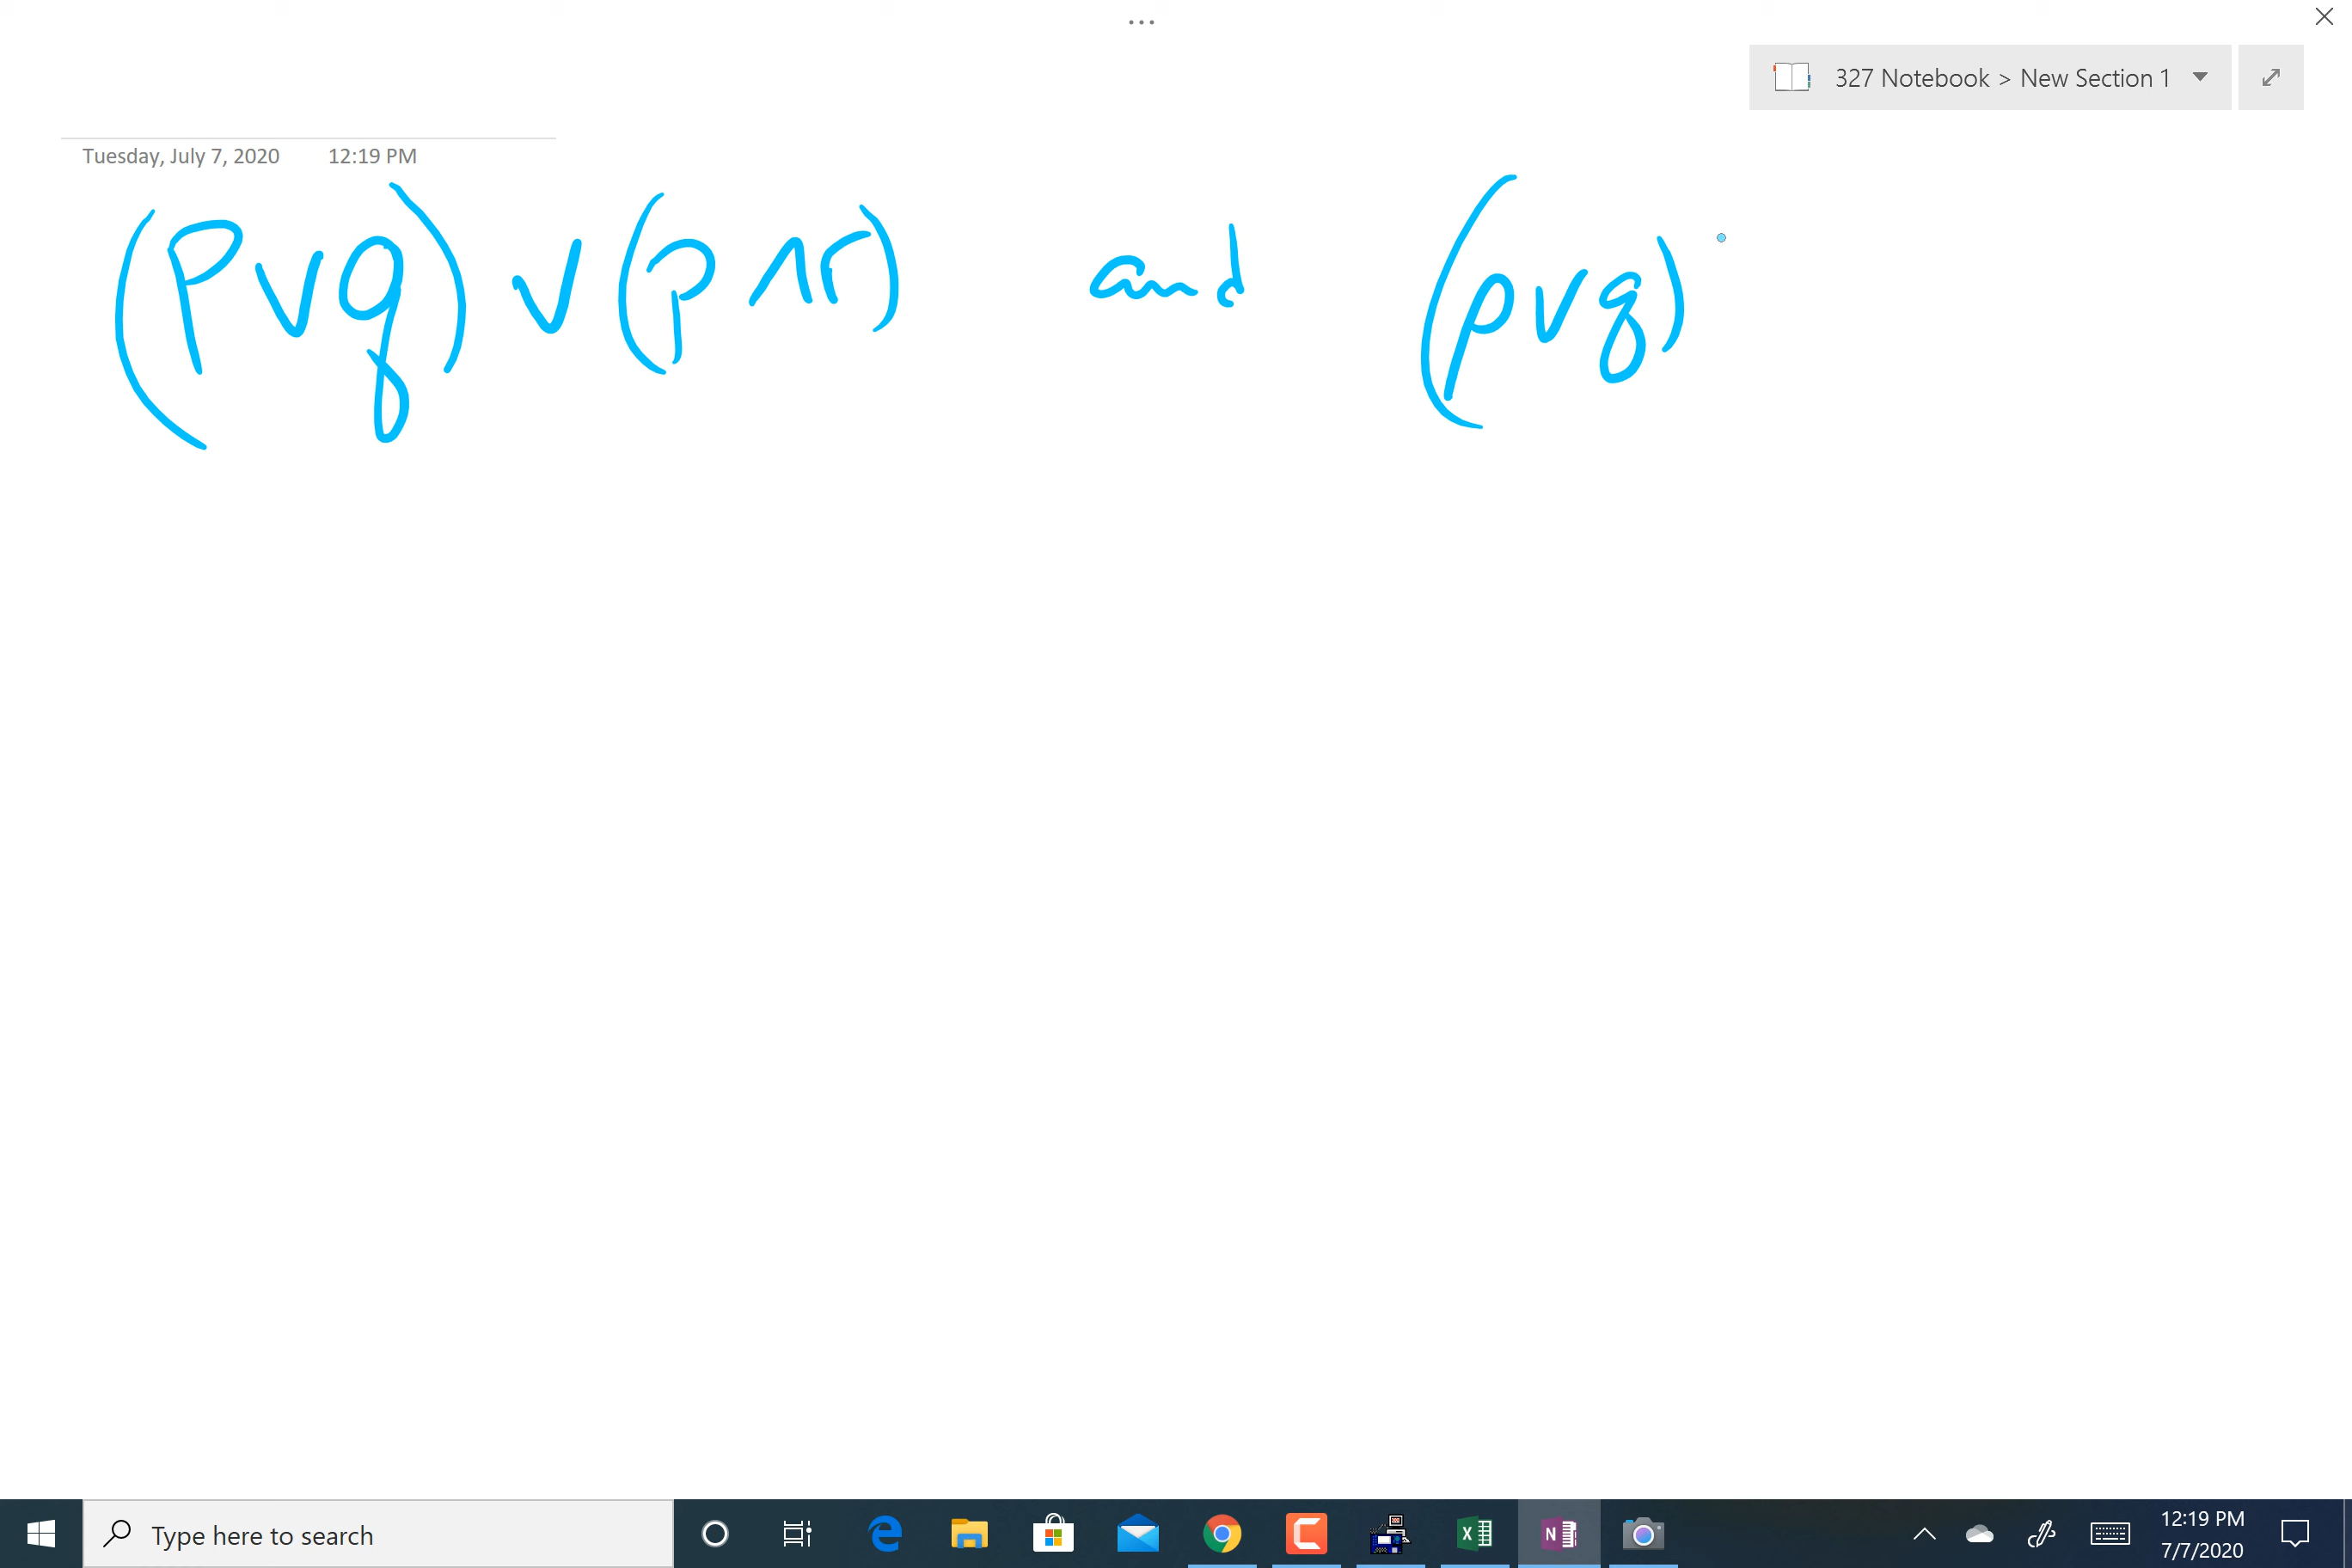 327 Notebook > New Section 1
Tuesday, July 7, 2020 12:19 PM
(p∨q)∨(p∧r) and (p∨q)
Type here to search
12:19 PM
7/7/2020